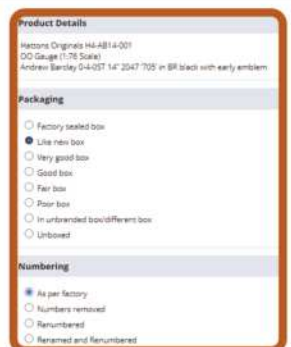 Product Details
Hattons Originals H4-AB14-001
OO Gauge (1:76 Scale)
Andrew Barclay 0-4-0ST 14" 2047 '705' in BR black with early emblem
Packaging
Factory sealed box
Like new box
Very good box
Good box
Fair box
Poor box
In unbranded box/different box
Unboxed
Numbering
As per factory
Numbers removed
Renumbered
Renamed and Renumbered